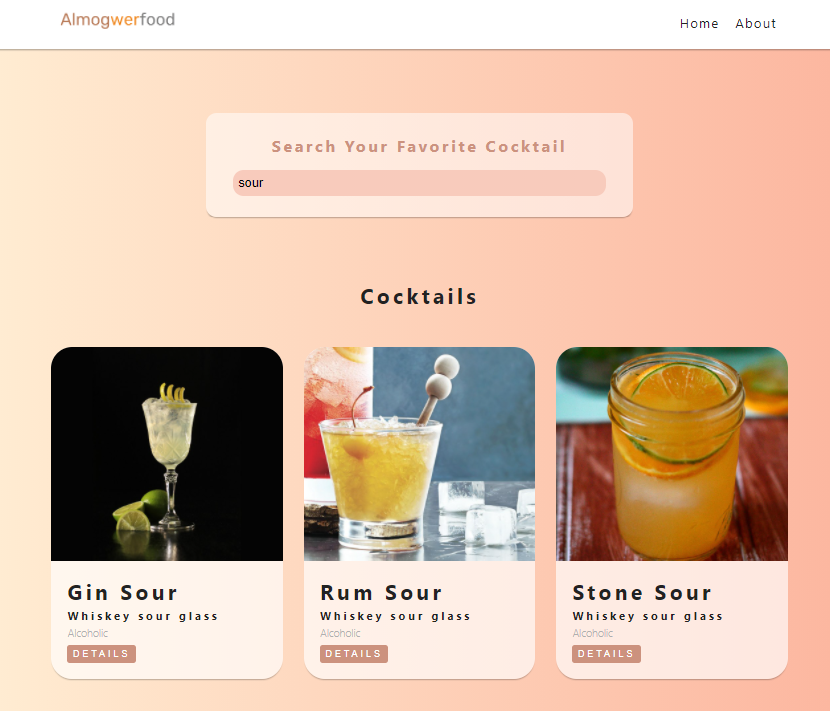 Almogwerfood
Home About
Search Your Favorite Cocktail
sour
Cocktails
Gin Sour
Whiskey sour glass
Alcoholic
DETAILS
Rum Sour
Whiskey sour glass
Alcoholic
DETAILS
Stone Sour
Whiskey sour glass
Alcoholic
DETAILS